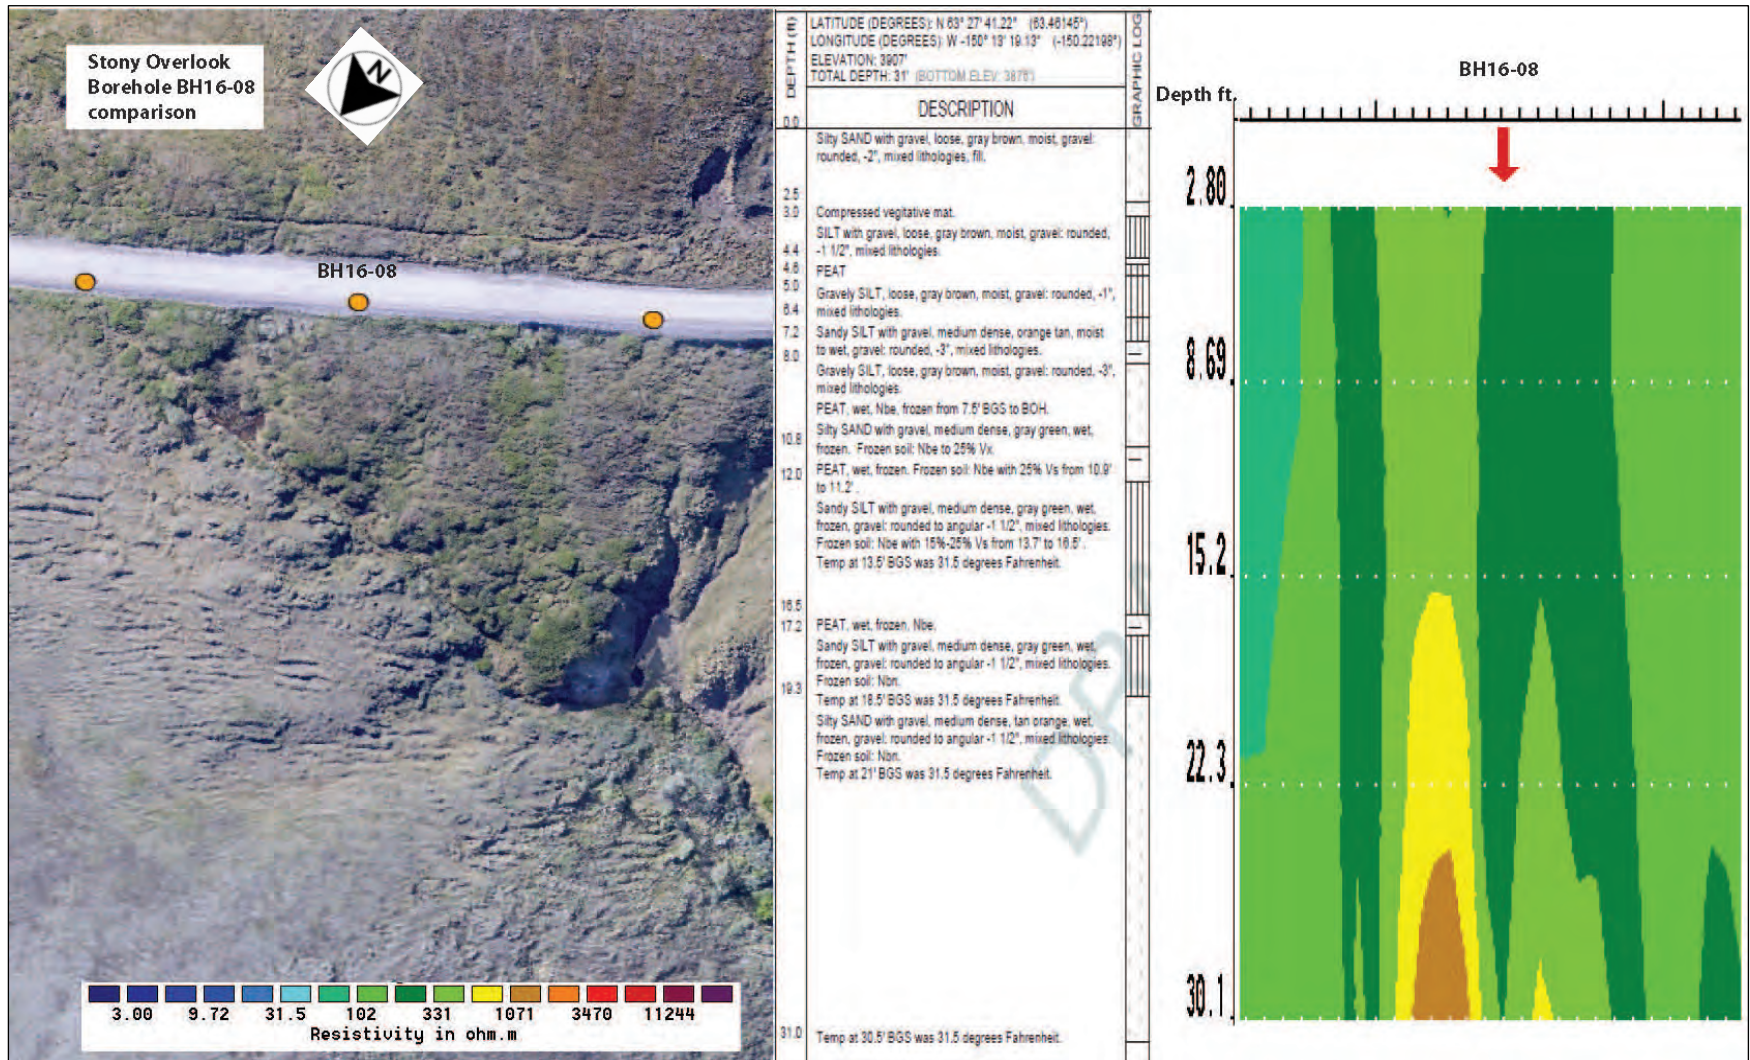 Stony Overlook
Borehole BH16-08
comparison
N
BH16-08
3.00 9.72 31.5 102 331 1071 3470 11244
Resistivity in ohm.m
DEPTH (ft)
LATITUDE (DEGREES): N 63° 27' 41.22" (63.46145°)
LONGITUDE (DEGREES): W -150° 13' 19.13" (-150.22198°)
ELEVATION: 3907'
TOTAL DEPTH: 31' (BOTTOM ELEV: 3876')
DESCRIPTION
GRAPHIC LOG
0.0
Silty SAND with gravel, loose, gray brown, moist, gravel:
rounded, -2", mixed lithologies, fill.
2.5
3.0 Compressed vegitative mat.
SILT with gravel, loose, gray brown, moist, gravel: rounded,
4.4 -1 1/2", mixed lithologies.
4.6 PEAT
5.0 Gravely SILT, loose, gray brown, moist, gravel: rounded, -1",
6.4 mixed lithologies.
7.2 Sandy SILT with gravel, medium dense, orange tan, moist
8.0 to wet, gravel: rounded, -3", mixed lithologies.
Gravely SILT, loose, gray brown, moist, gravel: rounded, -3",
mixed lithologies.
PEAT, wet, Nbe, frozen from 7.5' BGS to BOH.
10.8 Silty SAND with gravel, medium dense, gray green, wet,
frozen. Frozen soil: Nbe to 25% Vx.
12.0 PEAT, wet, frozen. Frozen soil: Nbe with 25% Vs from 10.9'
to 11.2'.
Sandy SILT with gravel, medium dense, gray green, wet,
frozen, gravel: rounded to angular -1 1/2", mixed lithologies.
Frozen soil: Nbe with 15%-25% Vs from 13.7' to 16.5'.
Temp at 13.5' BGS was 31.5 degrees Fahrenheit.
16.5
17.2 PEAT, wet, frozen, Nbe.
Sandy SILT with gravel, medium dense, gray green, wet,
frozen, gravel: rounded to angular -1 1/2", mixed lithologies.
Frozen soil: Nbn.
19.3 Temp at 18.5' BGS was 31.5 degrees Fahrenheit.
Silty SAND with gravel, medium dense, tan orange, wet,
frozen, gravel: rounded to angular -1 1/2", mixed lithologies.
Frozen soil: Nbn.
Temp at 21' BGS was 31.5 degrees Fahrenheit.
31.0 Temp at 30.5' BGS was 31.5 degrees Fahrenheit.
BH16-08
Depth ft.
2.80
8.69
15.2
22.3
30.1